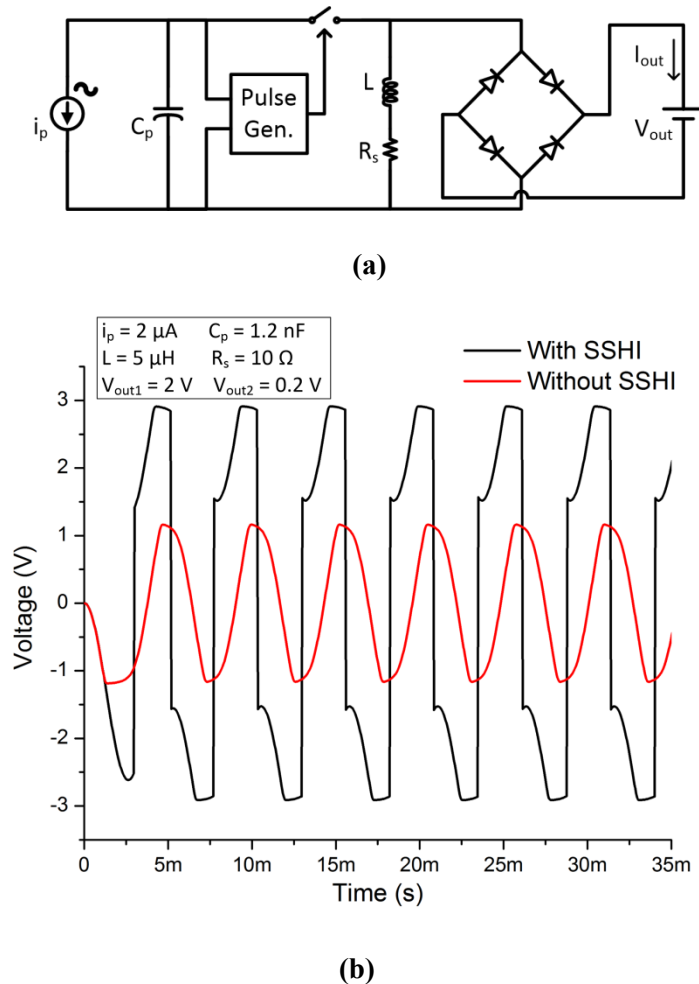 i_p
C_p
Pulse
Gen.
L
R_s
I_out
V_out
(a)
i_p = 2 μA C_p = 1.2 nF
L = 5 μH R_s = 10 Ω
V_out1 = 2 V V_out2 = 0.2 V
With SSHI
Without SSHI
Voltage (V)
3
2
1
0
-1
-2
-3
0 5m 10m 15m 20m 25m 30m 35m
Time (s)
(b)